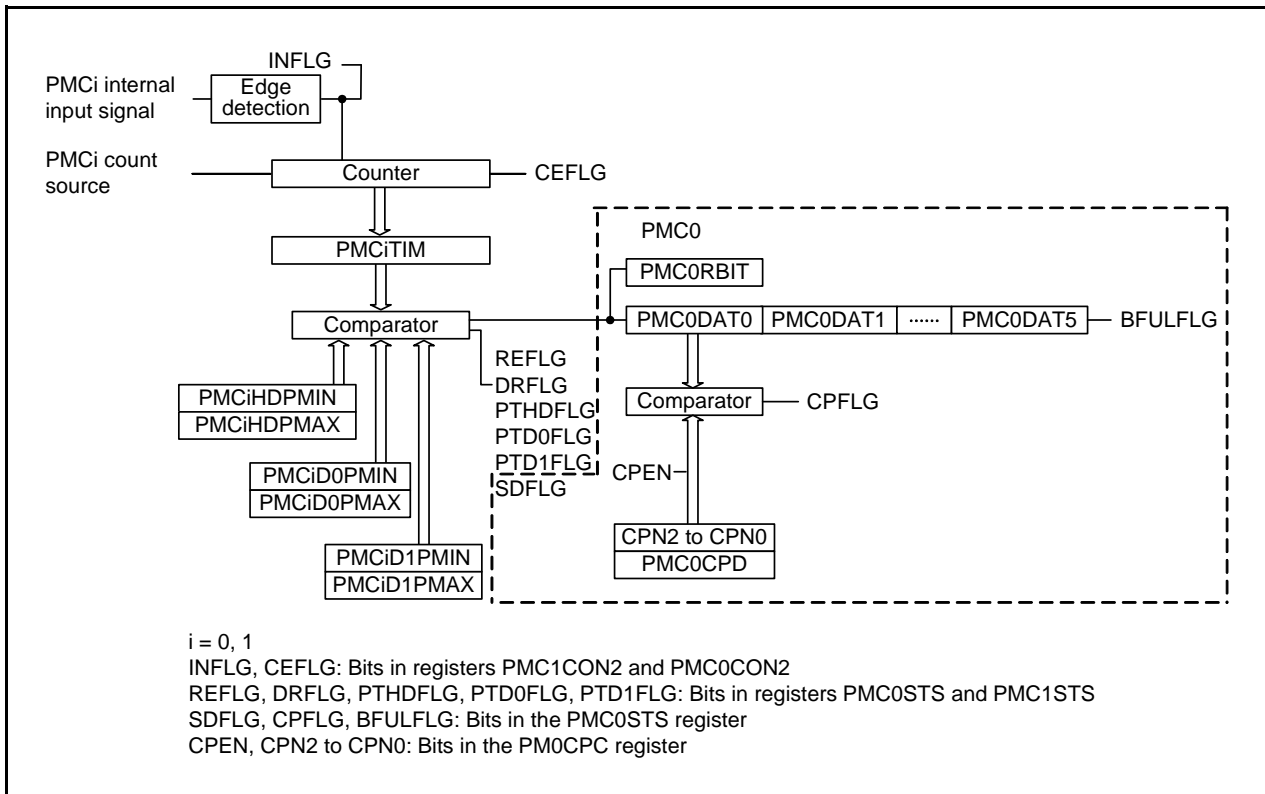 INFLG
PMCi internal
input signal
Edge
detection
PMCi count
source
Counter
CEFLG
PMCiTIM
PMC0
PMC0RBIT
Comparator
PMC0DAT0 PMC0DAT1 ...... PMC0DAT5
BFULFLG
REFLG
DRFLG
PTHDFLG
PTD0FLG
PTD1FLG
SDFLG
PMCiHDPMIN
PMCiHDPMAX
Comparator
CPFLG
PMCiD0PMIN
PMCiD0PMAX
CPEN
PMCiD1PMIN
PMCiD1PMAX
CPN2 to CPN0
PMC0CPD
i = 0, 1
INFLG, CEFLG: Bits in registers PMC1CON2 and PMC0CON2
REFLG, DRFLG, PTHDFLG, PTD0FLG, PTD1FLG: Bits in registers PMC0STS and PMC1STS
SDFLG, CPFLG, BFULFLG: Bits in the PMC0STS register
CPEN, CPN2 to CPN0: Bits in the PM0CPC register